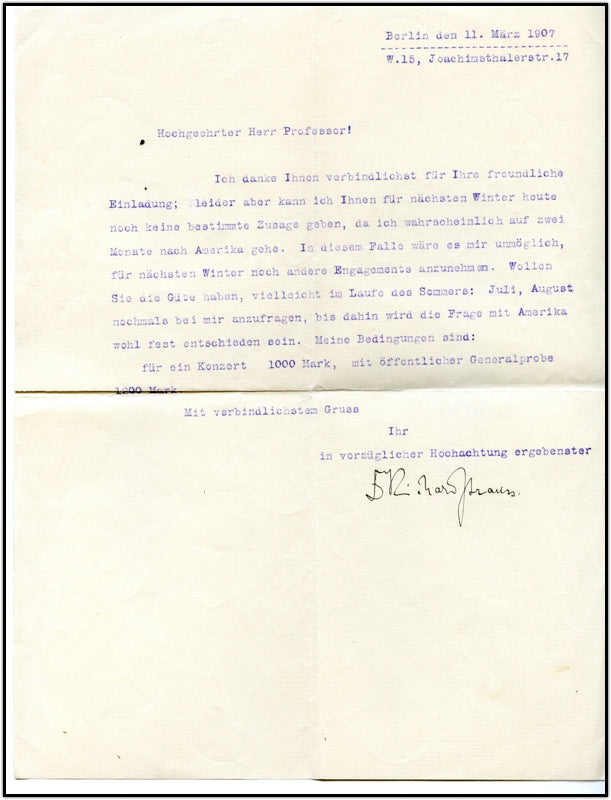 Berlin den 11. März 1907
W.15, Joachimsthalerstr.17
Hochgeehrter Herr Professor!
Ich danke Ihnen verbindlichst für Ihre freundliche
Einladung; leider aber kann ich Ihnen für nächsten Winter heute
noch keine bestimmte Zusage geben, da ich wahrscheinlich auf zwei
Monate nach Amerika gehe. In diesem Falle wäre es mir unmöglich,
für nächsten Winter noch andere Engagements anzunehmen. Wollen
Sie die Güte haben, vielleicht im Laufe des Sommers: Juli, August
nochmals bei mir anzufragen, bis dahin wird die Frage mit Amerika
wohl fest entschieden sein. Meine Bedingungen sind:
für ein Konzert 1000 Mark, mit öffentlicher Generalprobe
1200 Mark
Mit verbindlichstem Gruss
Ihr
in vorzüglicher Hochachtung ergebenster
DRichard Strauss.